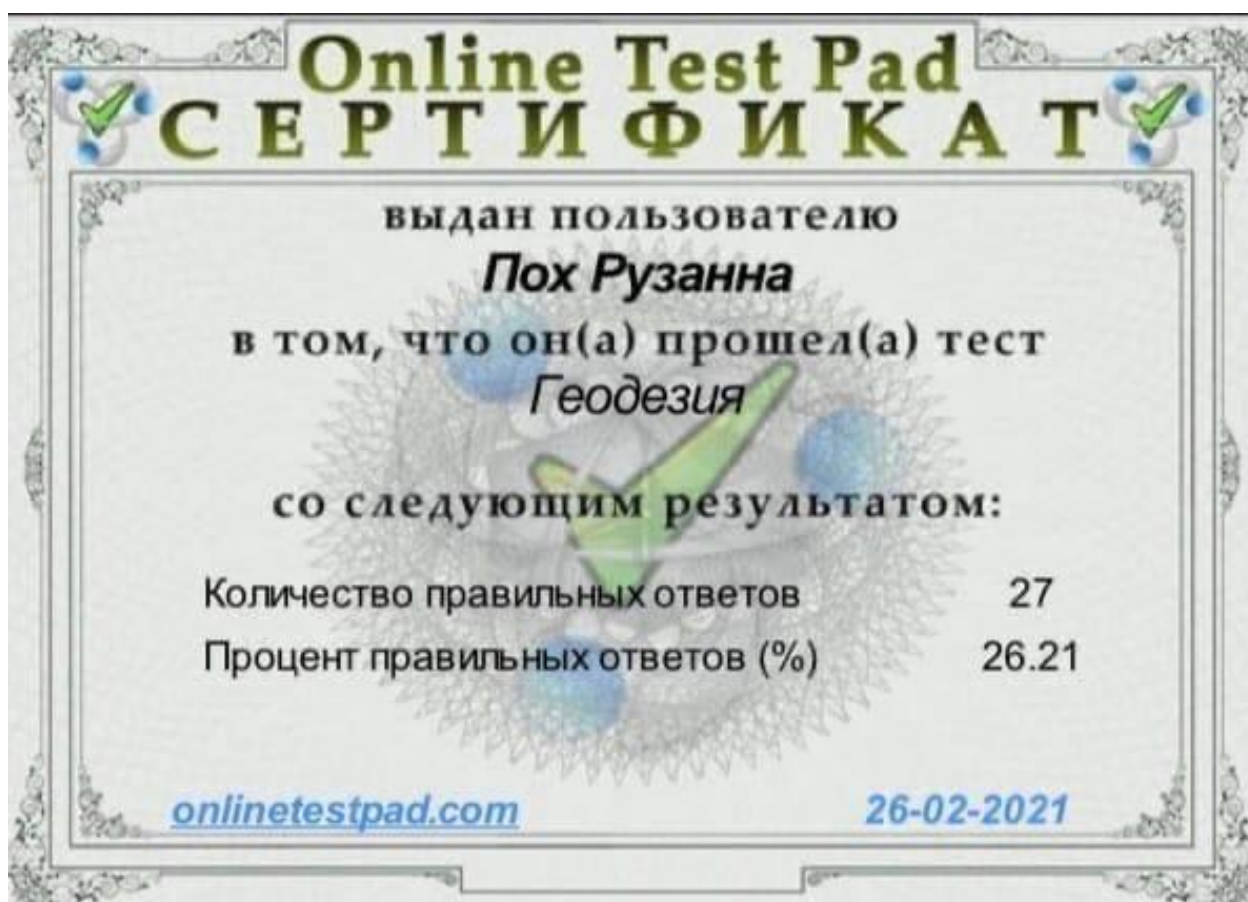 Online Test Pad
СЕРТИФИКАТ
выдан пользователю
Пох Рузанна
в том, что он(а) прошел(а) тест
Геодезия
со следующим результатом:
Количество правильных ответов 27
Процент правильных ответов (%) 26.21
onlinetestpad.com 26-02-2021